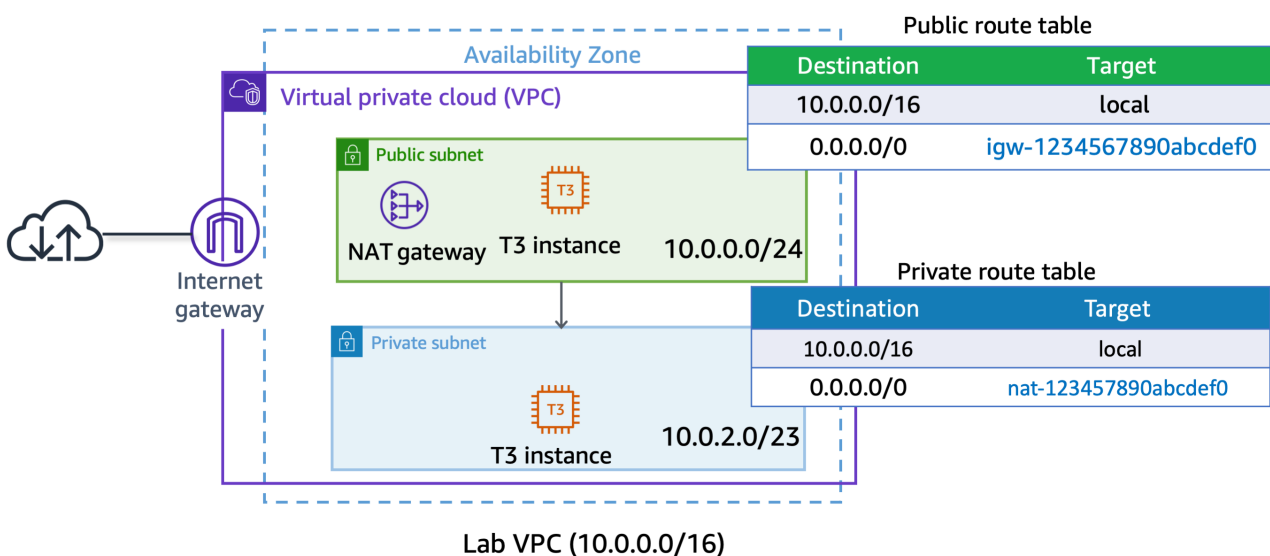 Public route table
Availability Zone
Destination Target
Virtual private cloud (VPC)
10.0.0.0/16 local
0.0.0.0/0 igw-1234567890abcdef0
Public subnet
T3
NAT gateway T3 instance 10.0.0.0/24
Internet
gateway
Private route table
Destination Target
Private subnet
10.0.0.0/16 local
0.0.0.0/0 nat-123457890abcdef0
T3
T3 instance 10.0.2.0/23
Lab VPC (10.0.0.0/16)